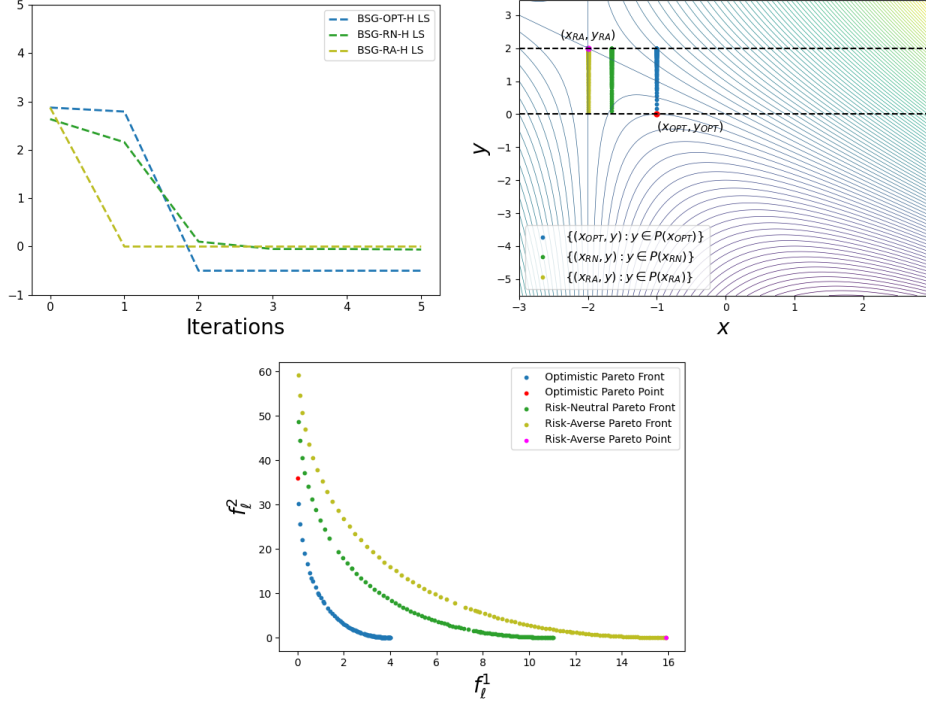 5
4
3
2
1
0
−1
0
1
2
3
4
5
Iterations
BSG-OPT-H LS
BSG-RN-H LS
BSG-RA-H LS
3
2
1
0
−1
−2
−3
−4
−5
−3
−2
−1
0
1
2
3
x
y
(x_RA, y_RA)
(x_OPT, y_OPT)
{(x_OPT, y) : y ∈ P(x_OPT)}
{(x_RN, y) : y ∈ P(x_RN)}
{(x_RA, y) : y ∈ P(x_RA)}
60
50
40
30
20
10
0
0
2
4
6
8
10
12
14
16
f_ℓ^1
f_ℓ^2
Optimistic Pareto Front
Optimistic Pareto Point
Risk-Neutral Pareto Front
Risk-Averse Pareto Front
Risk-Averse Pareto Point